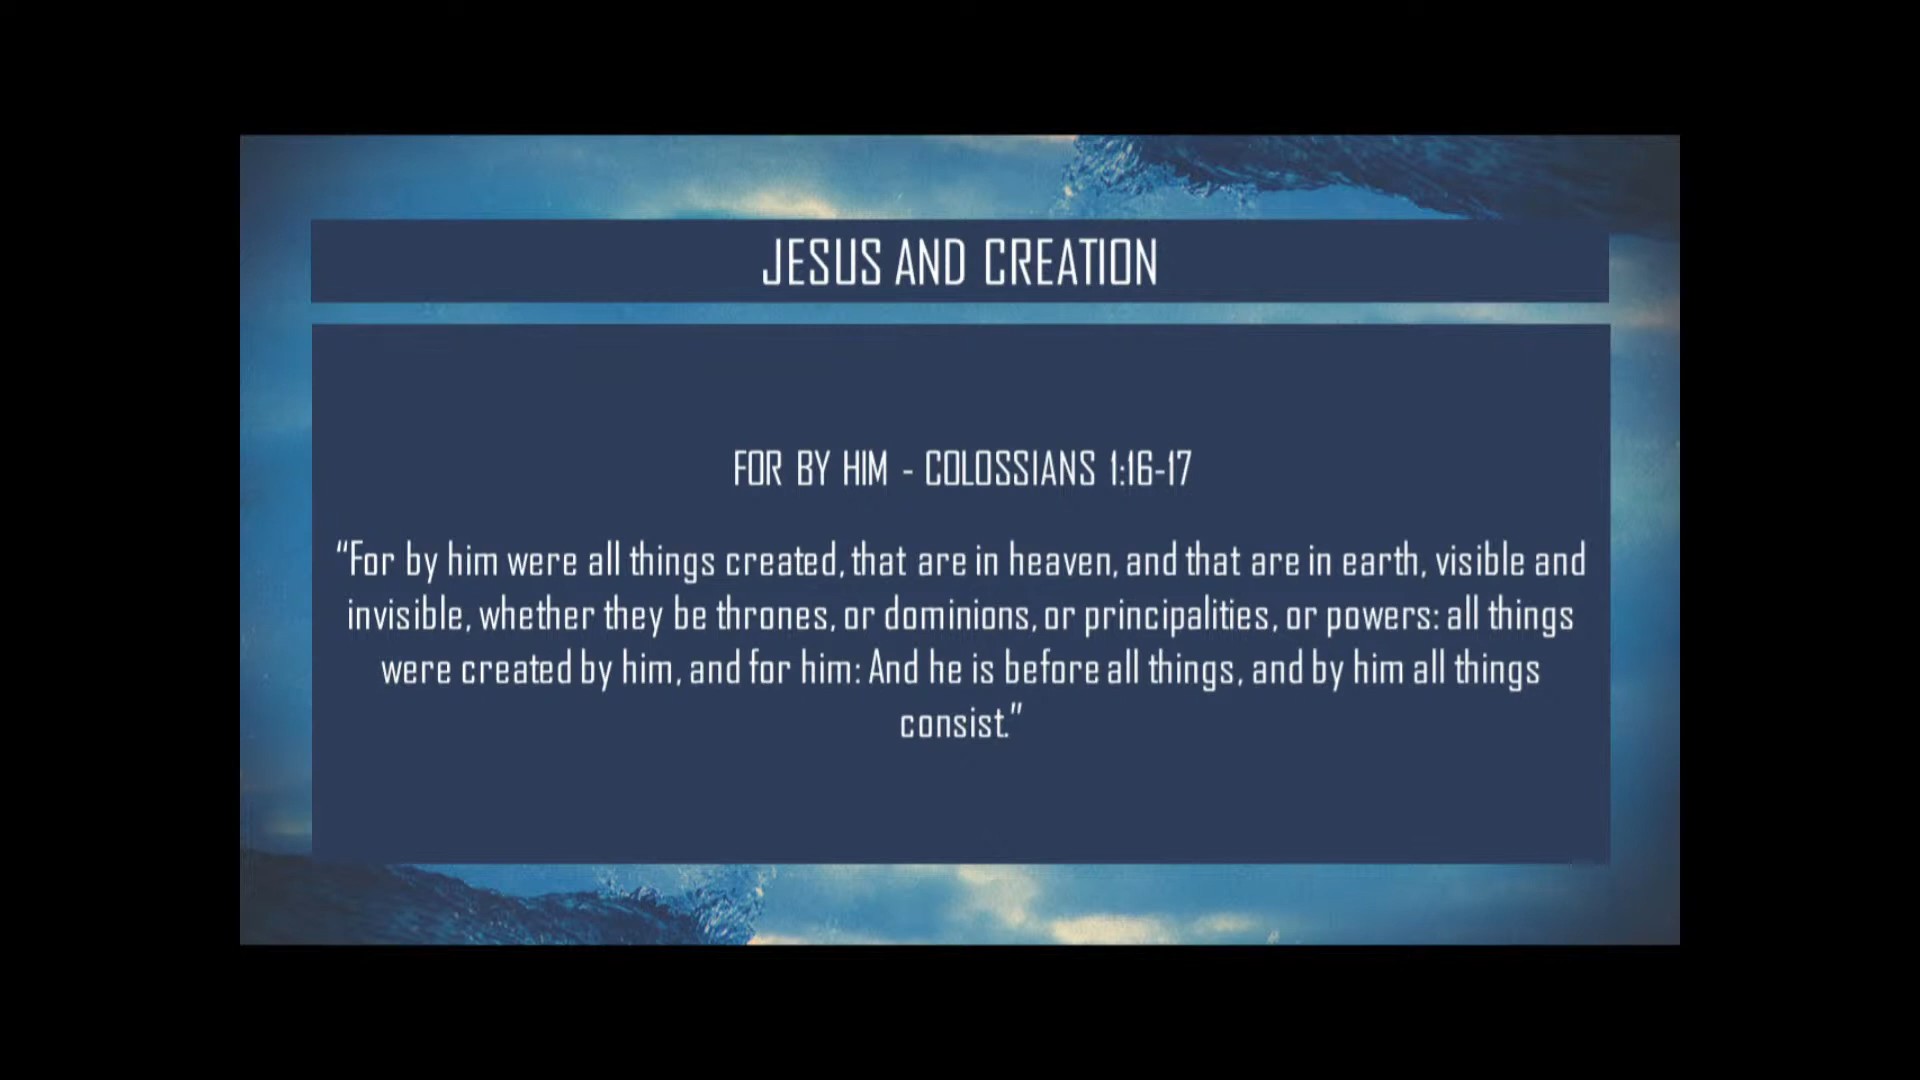 JESUS AND CREATION
FOR BY HIM - COLOSSIANS 1:16-17
“For by him were all things created, that are in heaven, and that are in earth, visible and
invisible, whether they be thrones, or dominions, or principalities, or powers: all things
were created by him, and for him: And he is before all things, and by him all things
consist.”